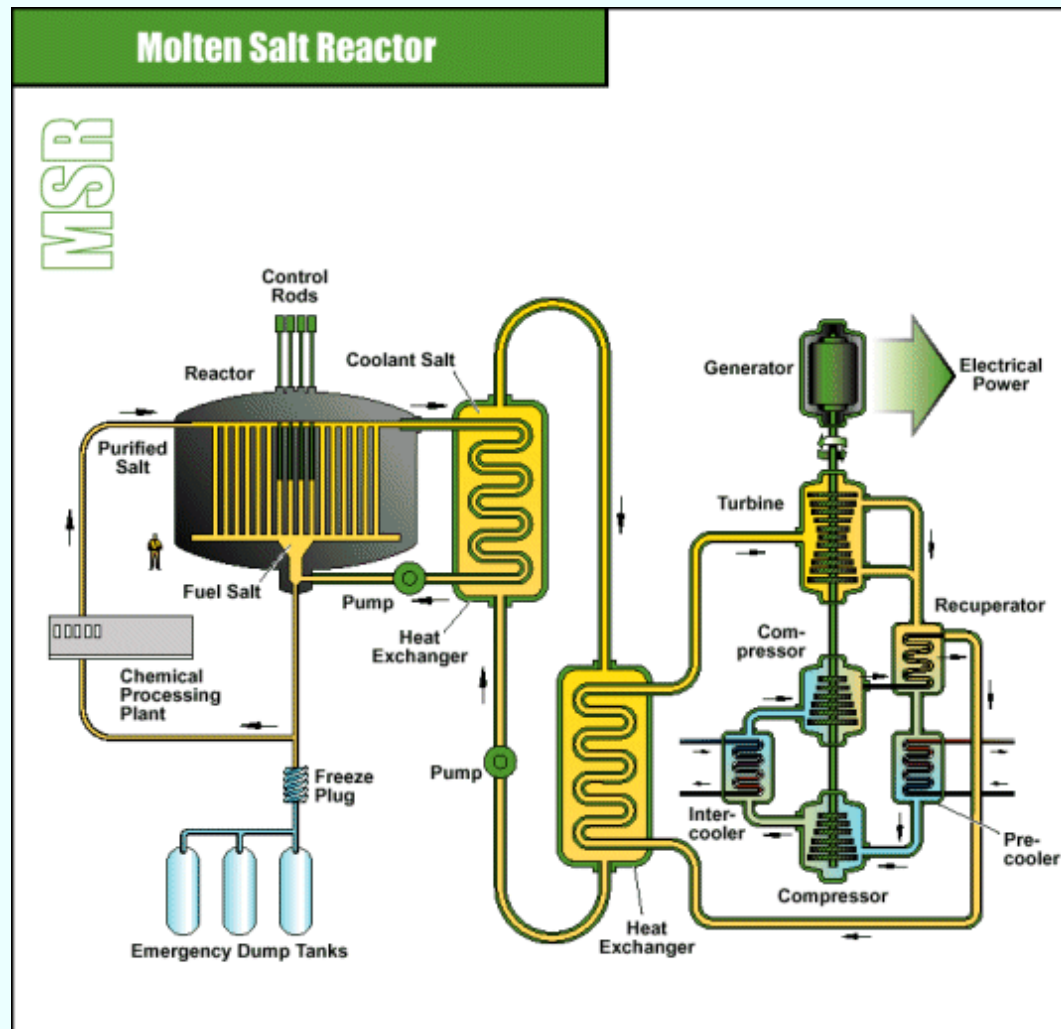 Molten Salt Reactor
MSR
Control
Rods
Coolant Salt
Reactor
Generator
Electrical
Power
Purified
Salt
Turbine
Fuel Salt
Pump
Heat
Exchanger
Recuperator
Com-
pressor
Chemical
Processing
Plant
Pump
Freeze
Plug
Inter-
cooler
Pre-
cooler
Compressor
Heat
Exchanger
Emergency Dump Tanks